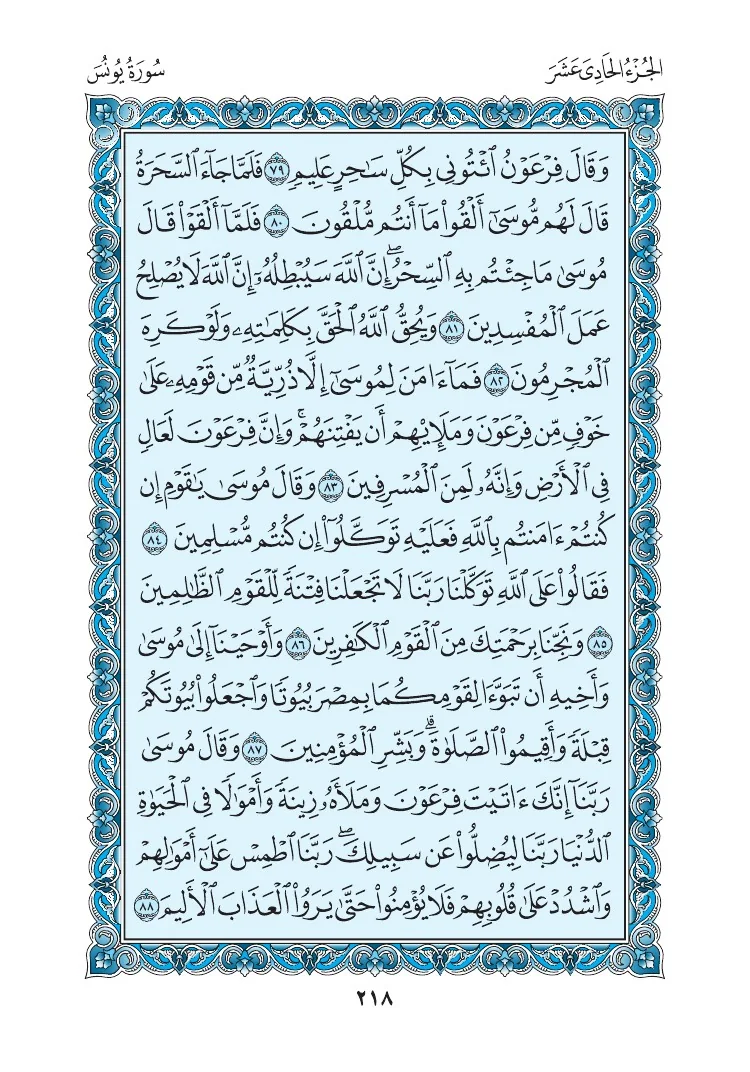 الجُزْءُ الحَادِى عَشَرَ
سُورَةُ يُونُسَ
وَقَالَ فِرۡعَوۡنُ ٱئۡتُونِي بِكُلِّ سَٰحِرٍ عَلِيمٖ ٧٩ فَلَمَّا جَآءَ ٱلسَّحَرَةُ
قَالَ لَهُم مُّوسَىٰٓ أَلۡقُواْ مَآ أَنتُم مُّلۡقُونَ ٨٠ فَلَمَّآ أَلۡقَوۡاْ قَالَ
مُوسَىٰ مَا جِئۡتُم بِهِ ٱلسِّحۡرُۖ إِنَّ ٱللَّهَ سَيُبۡطِلُهُۥٓ إِنَّ ٱللَّهَ لَا يُصۡلِحُ
عَمَلَ ٱلۡمُفۡسِدِينَ ٨١ وَيُحِقُّ ٱللَّهُ ٱلۡحَقَّ بِكَلِمَٰتِهِۦ وَلَوۡ كَرِهَ
ٱلۡمُجۡرِمُونَ ٨٢ فَمَآ ءَامَنَ لِمُوسَىٰٓ إِلَّا ذُرِّيَّةٞ مِّن قَوۡمِهِۦ عَلَىٰ
خَوۡفٖ مِّن فِرۡعَوۡنَ وَمَلَإِيْهِمۡ أَن يَفۡتِنَهُمۡۚ وَإِنَّ فِرۡعَوۡنَ لَعَالٖ
فِي ٱلۡأَرۡضِ وَإِنَّهُۥ لَمِنَ ٱلۡمُسۡرِفِينَ ٨٣ وَقَالَ مُوسَىٰ يَٰقَوۡمِ إِن
كُنتُمۡ ءَامَنتُم بِٱللَّهِ فَعَلَيۡهِ تَوَكَّلُوٓاْ إِن كُنتُم مُّسۡلِمِينَ ٨٤
فَقَالُواْ عَلَى ٱللَّهِ تَوَكَّلۡنَا رَبَّنَا لَا تَجۡعَلۡنَا فِتۡنَةٗ لِّلۡقَوۡمِ ٱلظَّٰلِمِينَ
٨٥ وَنَجِّنَا بِرَحۡمَتِكَ مِنَ ٱلۡقَوۡمِ ٱلۡكَٰفِرِينَ ٨٦ وَأَوۡحَيۡنَآ إِلَىٰ مُوسَىٰ
وَأَخِيهِ أَن تَبَوَّءَا لِقَوۡمِكُمَا بِمِصۡرَ بُيُوتٗا وَٱجۡعَلُواْ بُيُوتَكُمۡ
قِبۡلَةٗ وَأَقِيمُواْ ٱلصَّلَوٰةَۗ وَبَشِّرِ ٱلۡمُؤۡمِنِينَ ٨٧ وَقَالَ مُوسَىٰ
رَبَّنَآ إِنَّكَ ءَاتَيۡتَ فِرۡعَوۡنَ وَمَلَأَهُۥ زِينَةٗ وَأَمۡوَٰلٗا فِي ٱلۡحَيَوٰةِ
ٱلدُّنۡيَا رَبَّنَا لِيُضِلُّواْ عَن سَبِيلِكَۖ رَبَّنَا ٱطۡمِسۡ عَلَىٰٓ أَمۡوَٰلِهِمۡ
وَٱشۡدُدۡ عَلَىٰ قُلُوبِهِمۡ فَلَا يُؤۡمِنُواْ حَتَّىٰ يَرَوُاْ ٱلۡعَذَابَ ٱلۡأَلِيمَ ٨٨
٢١٨